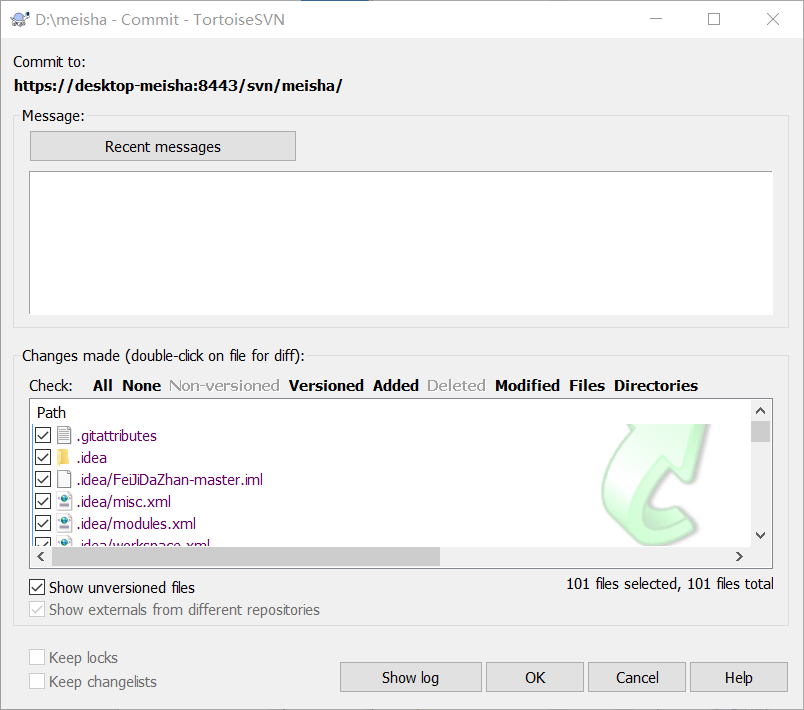 D:\meisha - Commit - TortoiseSVN
Commit to:
https://desktop-meisha:8443/svn/meisha/
Message:
Recent messages
Changes made (double-click on file for diff):
Check: All None Non-versioned Versioned Added Deleted Modified Files Directories
Path
.gitattributes
.idea
.idea/FeiJiDaZhan-master.iml
.idea/misc.xml
.idea/modules.xml
.idea/workspace.xml
Show unversioned files
101 files selected, 101 files total
Show externals from different repositories
Keep locks
Keep changelists
Show log OK Cancel Help